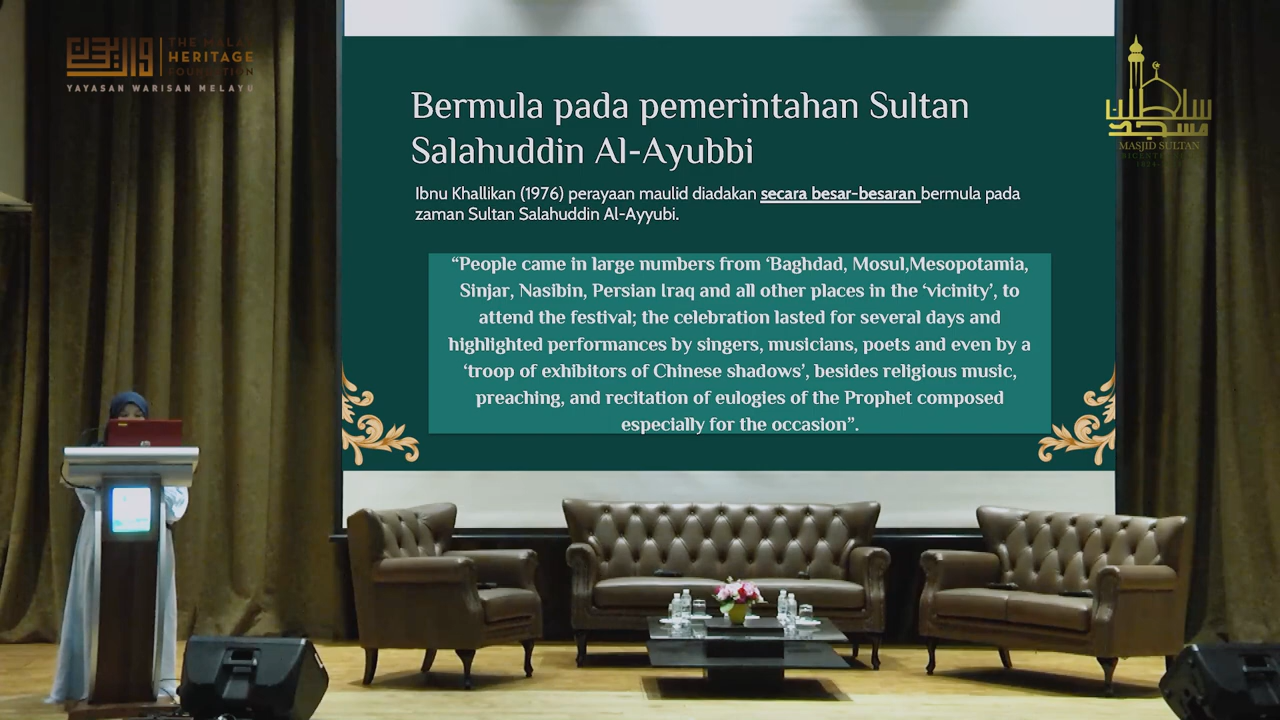 THE MALAY
HERITAGE
FOUNDATION
YAYASAN WARISAN MELAYU
Bermula pada pemerintahan Sultan
Salahuddin Al-Ayubbi
Ibnu Khallikan (1976) perayaan maulid diadakan secara besar-besaran bermula pada
zaman Sultan Salahuddin Al-Ayyubi.
“People came in large numbers from ‘Baghdad, Mosul,Mesopotamia,
Sinjar, Nasibin, Persian Iraq and all other places in the ‘vicinity’, to
attend the festival; the celebration lasted for several days and
highlighted performances by singers, musicians, poets and even by a
‘troop of exhibitors of Chinese shadows’, besides religious music,
preaching, and recitation of eulogies of the Prophet composed
especially for the occasion”.
سلطان
مسجد
MASJID SULTAN